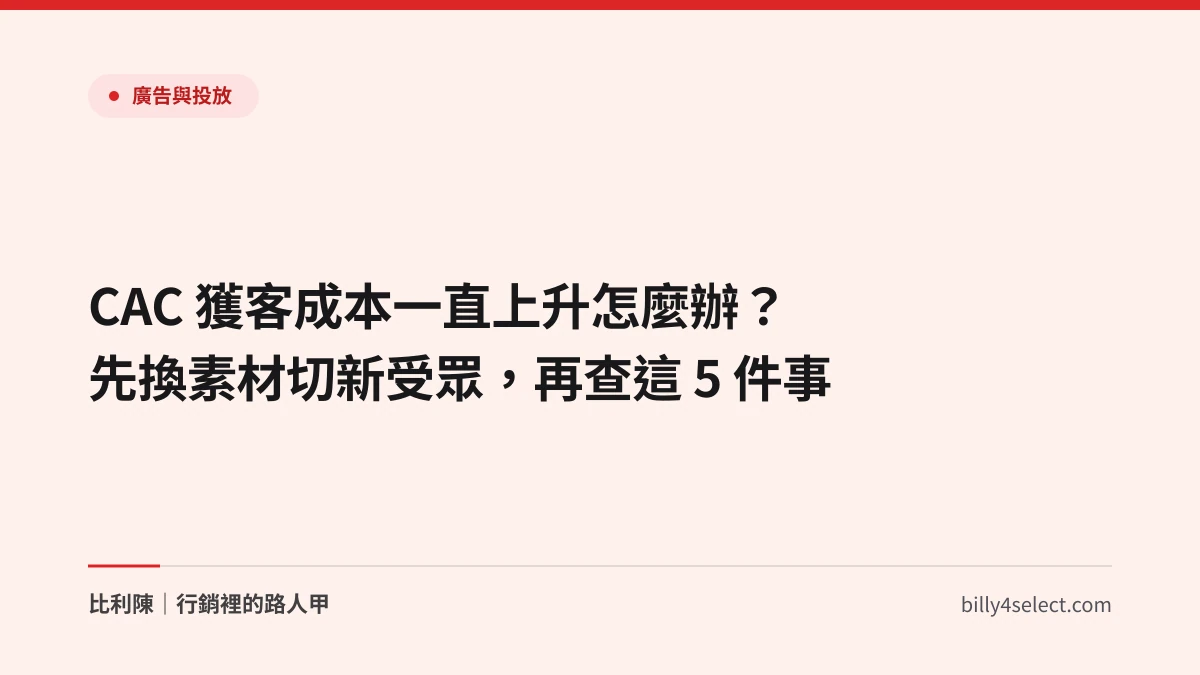 廣告與投放
CAC 獲客成本一直上升怎麼辦？
先換素材切新受眾，再查這 5 件事
比利陳｜行銷裡的路人甲
billy4select.com